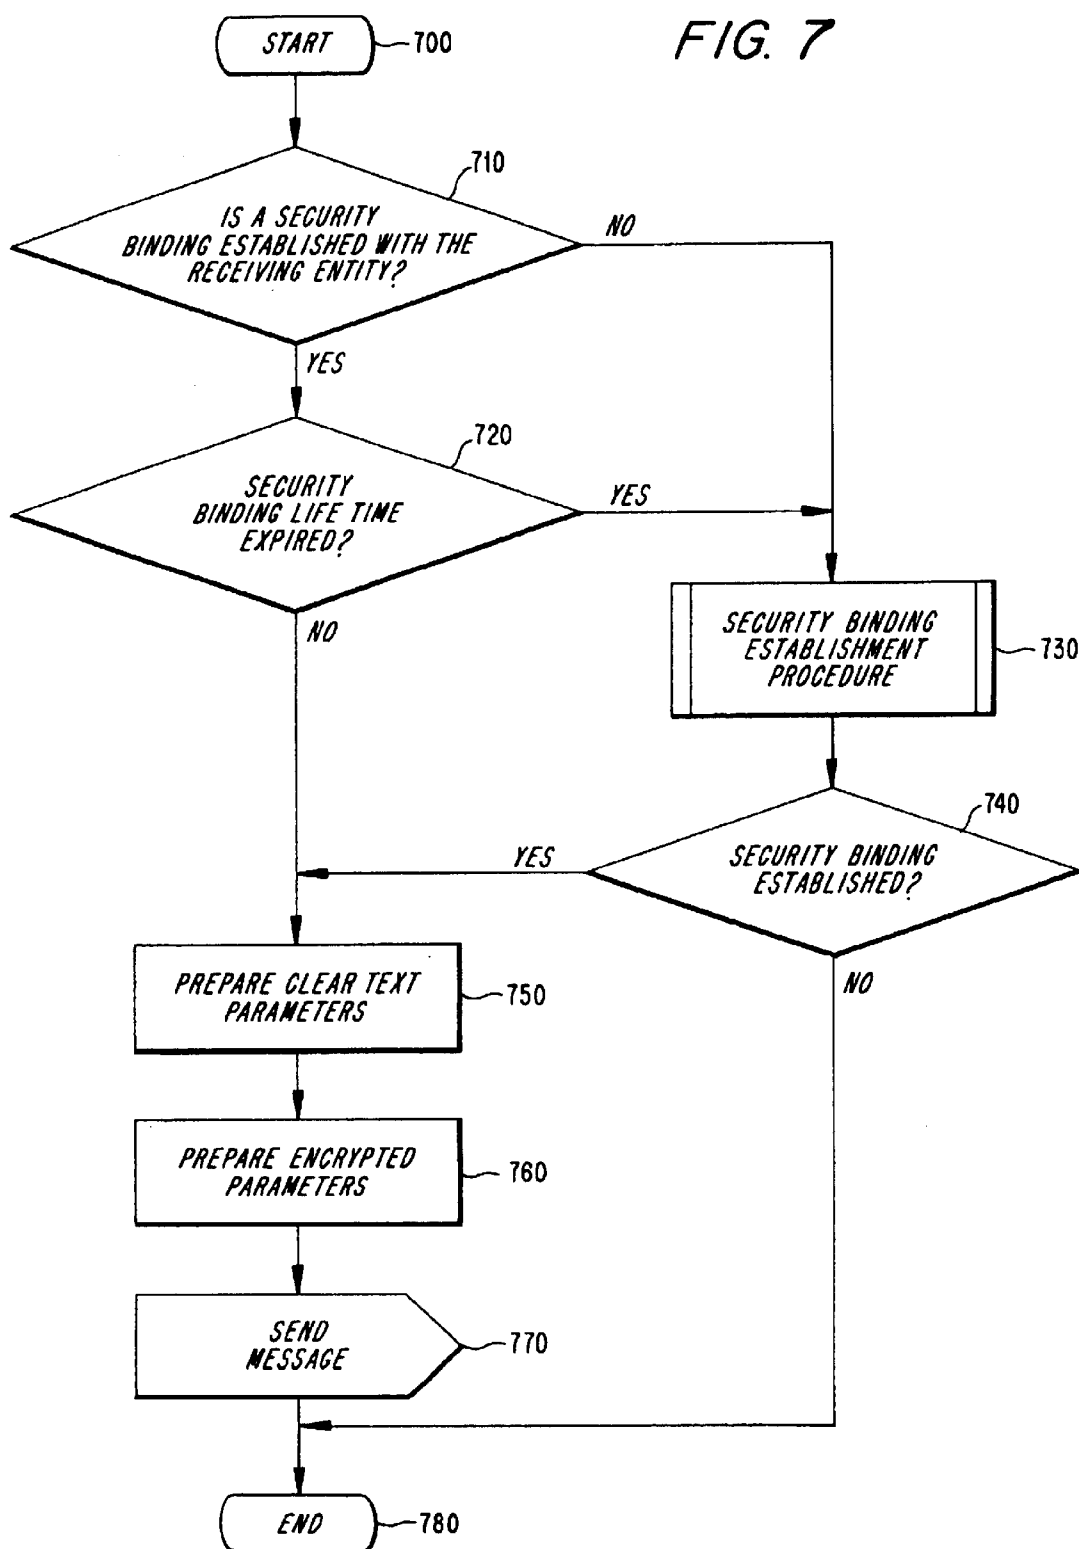 FIG. 7
START
700
710
IS A SECURITY
BINDING ESTABLISHED WITH THE
RECEIVING ENTITY?
NO
YES
720
SECURITY
BINDING LIFE TIME
EXPIRED?
YES
NO
SECURITY BINDING
ESTABLISHMENT
PROCEDURE
730
740
SECURITY BINDING
ESTABLISHED?
YES
NO
PREPARE CLEAR TEXT
PARAMETERS
750
PREPARE ENCRYPTED
PARAMETERS
760
SEND
MESSAGE
770
END
780